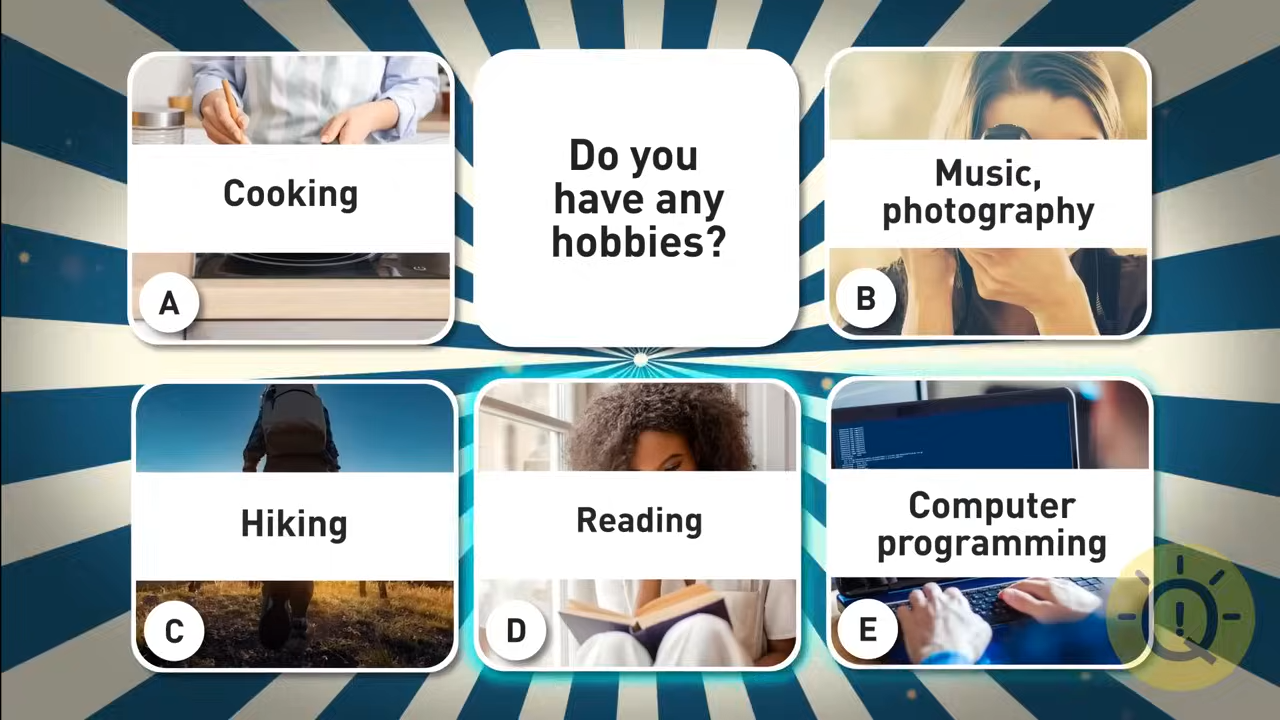 Do you
have any
hobbies?
Cooking
A
Music,
photography
B
Hiking
C
Reading
D
Computer
programming
E